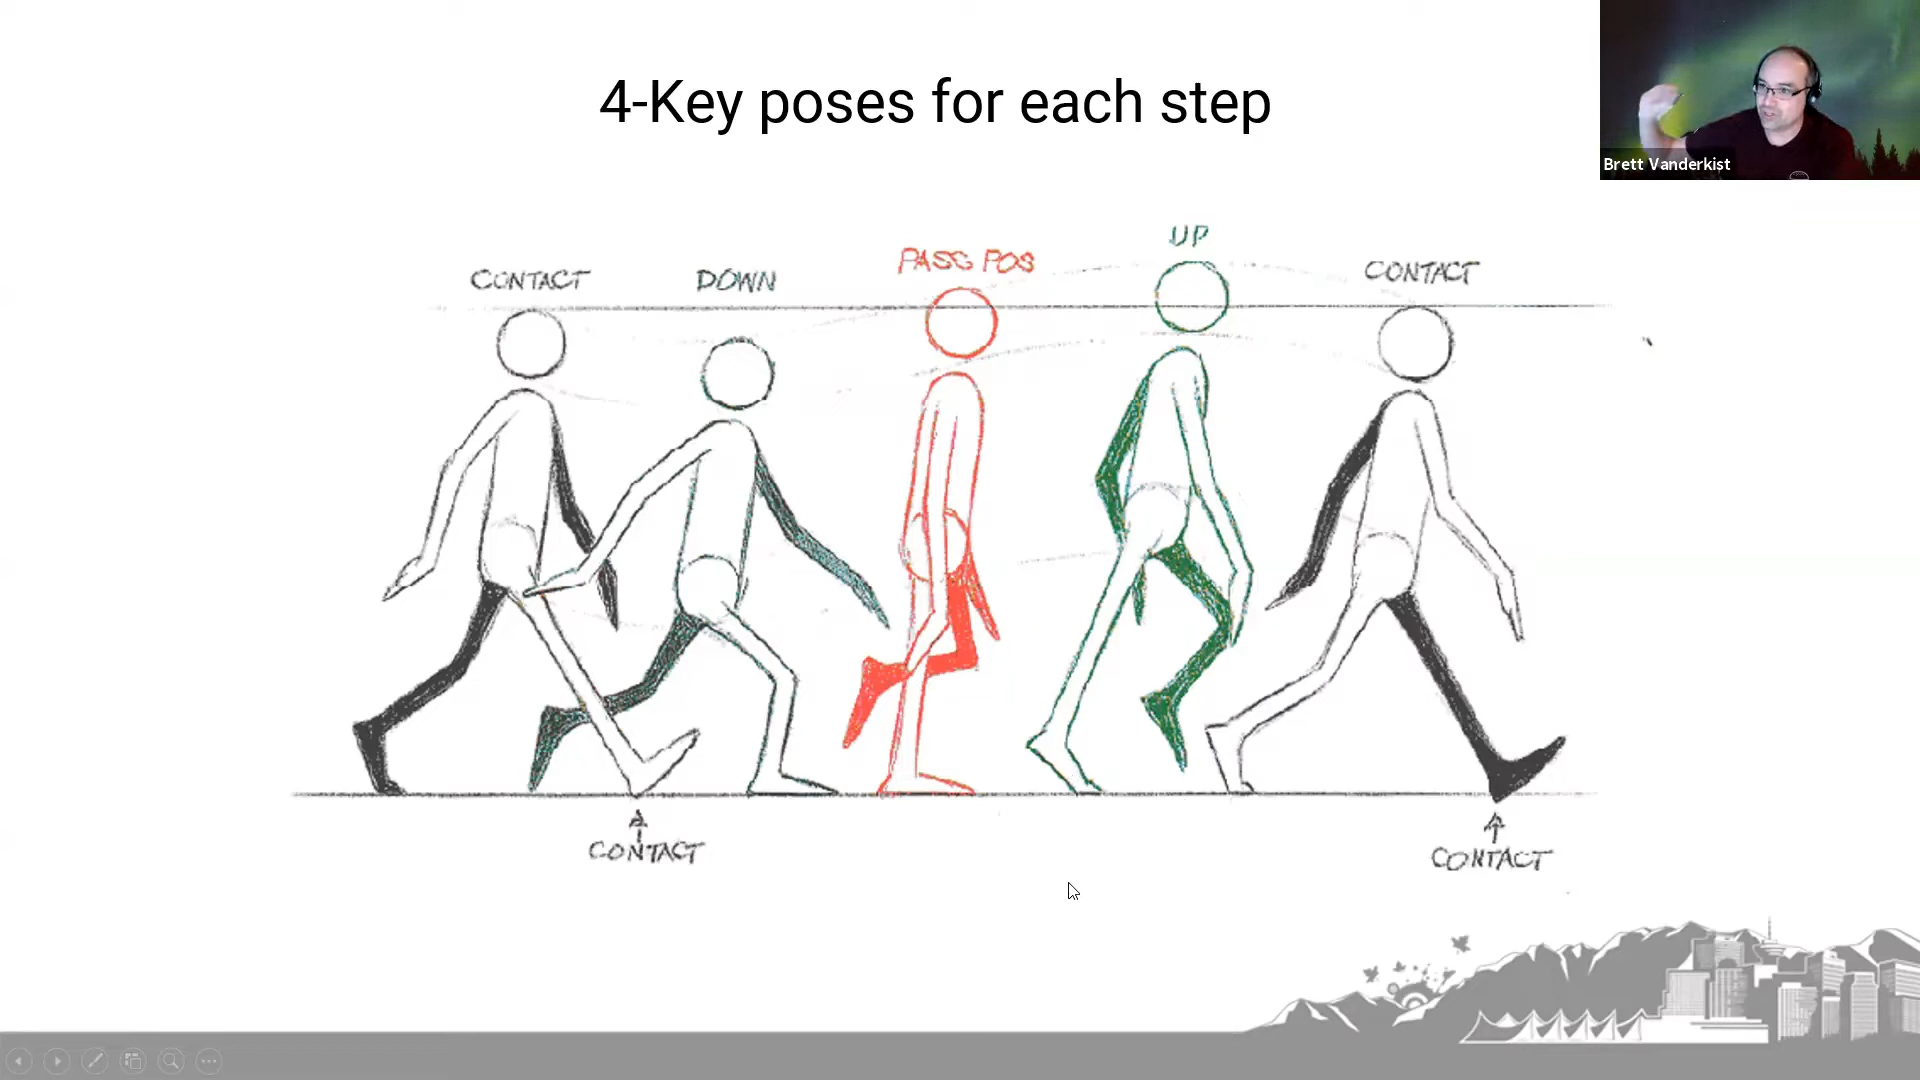 4-Key poses for each step
Brett Vanderkist
UP
PASS POS
CONTACT
DOWN
CONTACT
CONTACT
CONTACT